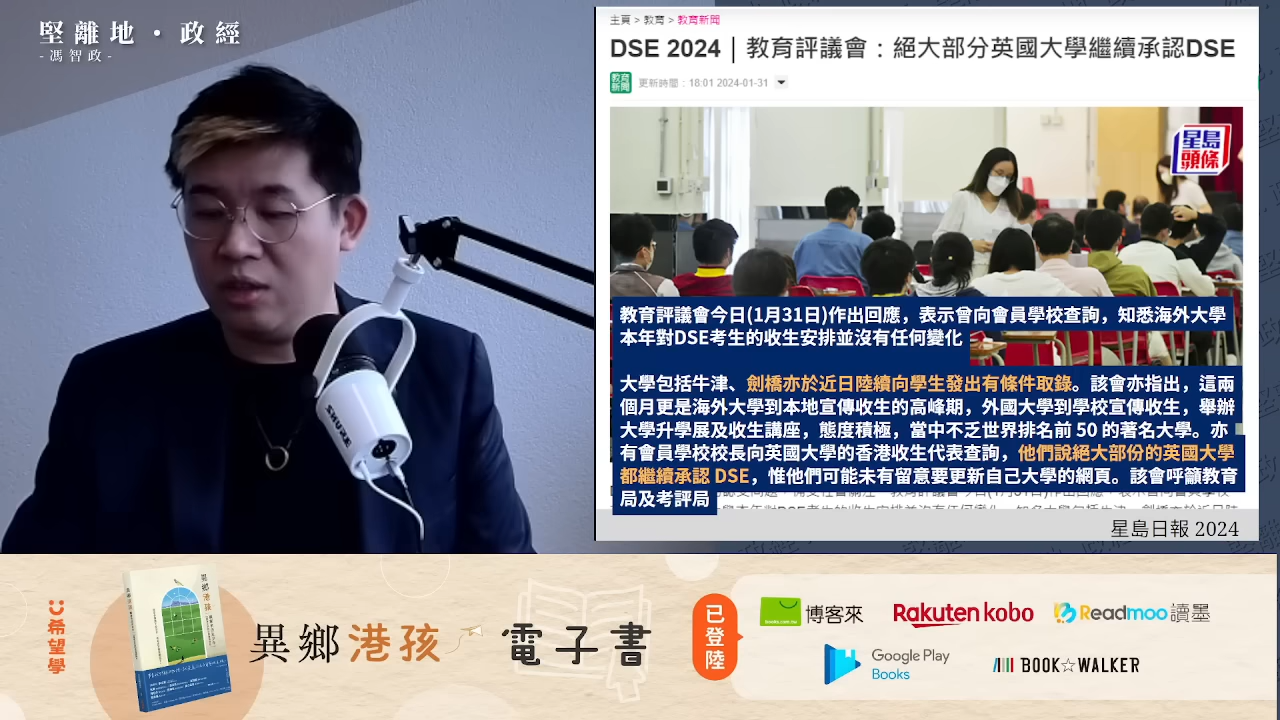 堅離地・政經
-馮智政-
主頁 > 教育 > 教育新聞
DSE 2024｜教育評議會：絕大部分英國大學繼續承認DSE
教育
新聞
更新時間：18:01 2024-01-31
星島
頭條
教育評議會今日(1月31日)作出回應，表示曾向會員學校查詢，知悉海外大學
本年對DSE考生的收生安排並沒有任何變化
大學包括牛津、劍橋亦於近日陸續向學生發出有條件取錄。該會亦指出，這兩
個月更是海外大學到本地宣傳收生的高峰期，外國大學到學校宣傳收生，舉辦
大學升學展及收生講座，態度積極，當中不乏世界排名前 50 的著名大學。亦
有會員學校校長向英國大學的香港收生代表查詢，他們說絕大部份的英國大學
都繼續承認 DSE，惟他們可能未有留意要更新自己大學的網頁。該會呼籲教育
局及考評局
星島日報 2024
SHURE
希望學
異鄉港孩
異鄉港孩 電子書
已登陸
博客來
books.com.tw
Rakuten kobo
Readmoo 讀墨
Google Play
Books
BOOK☆WALKER